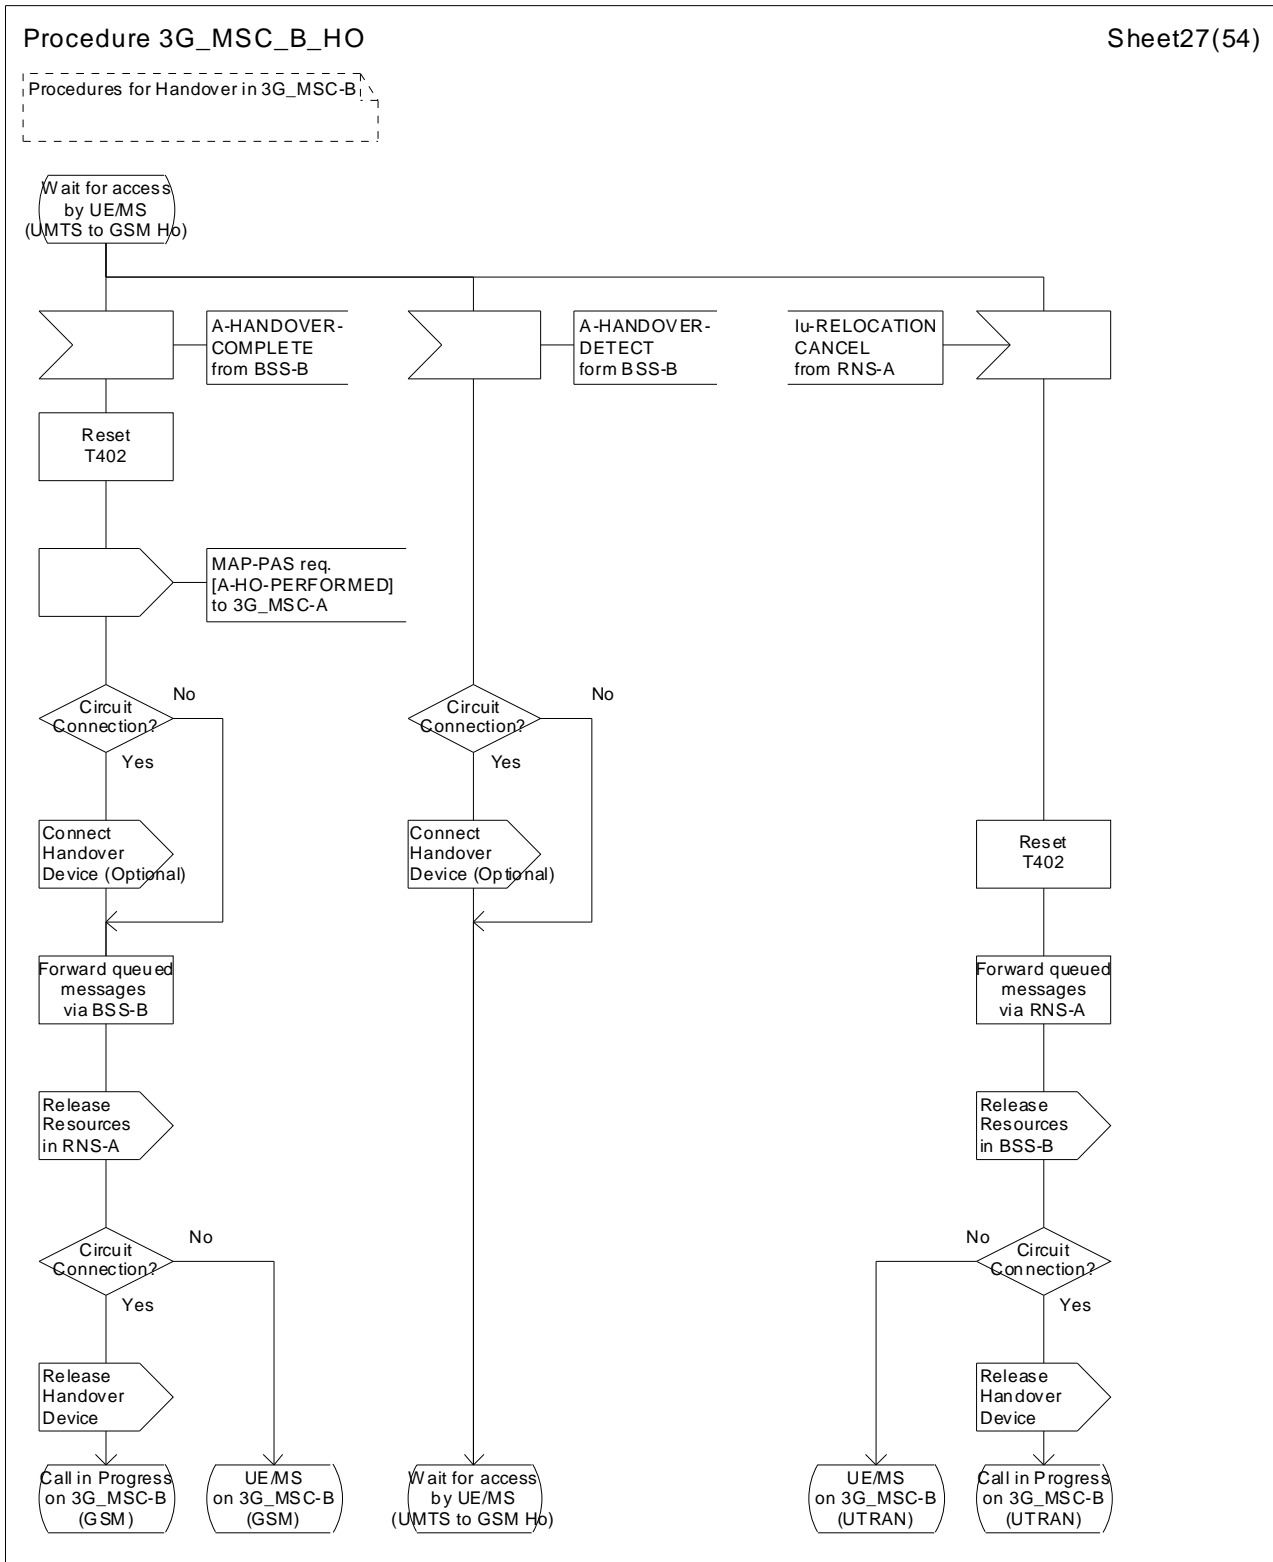 Procedure 3G_MSC_B_HO
Sheet27(54)
Procedures for Handover in 3G_MSC-B
Wait for access
by UE/MS
(UMTS to GSM Ho)
A-HANDOVER-
COMPLETE
from BSS-B
A-HANDOVER-
DETECT
form BSS-B
Iu-RELOCATION
CANCEL
from RNS-A
Reset
T402
MAP-PAS req.
[A-HO-PERFORMED]
to 3G_MSC-A
Circuit
Connection?
No
Yes
Circuit
Connection?
No
Yes
Connect
Handover
Device (Optional)
Connect
Handover
Device (Optional)
Reset
T402
Forward queued
messages
via BSS-B
Forward queued
messages
via RNS-A
Release
Resources
in RNS-A
Release
Resources
in BSS-B
Circuit
Connection?
No
Yes
No
Circuit
Connection?
Yes
Release
Handover
Device
Release
Handover
Device
Call in Progress
on 3G_MSC-B
(GSM)
UE/MS
on 3G_MSC-B
(GSM)
Wait for access
by UE/MS
(UMTS to GSM Ho)
UE/MS
on 3G_MSC-B
(UTRAN)
Call in Progress
on 3G_MSC-B
(UTRAN)